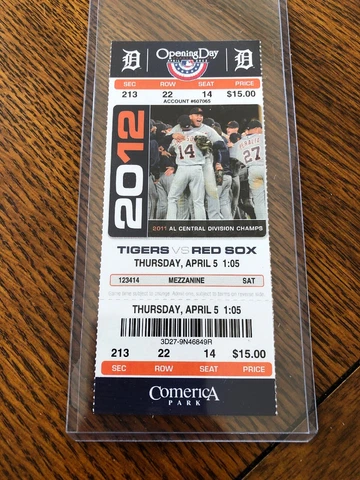 D Opening Day D
SEC ROW SEAT PRICE
213 22 14 $15.00
ACCOUNT #607065
2012
14 27
2011 AL CENTRAL DIVISION CHAMPS
TIGERS VS RED SOX
THURSDAY, APRIL 5 1:05
123414 MEZZANINE SAT
THURSDAY, APRIL 5 1:05
3D27-9N46849R
213 22 14 $15.00
SEC ROW SEAT PRICE
COMERICA
PARK